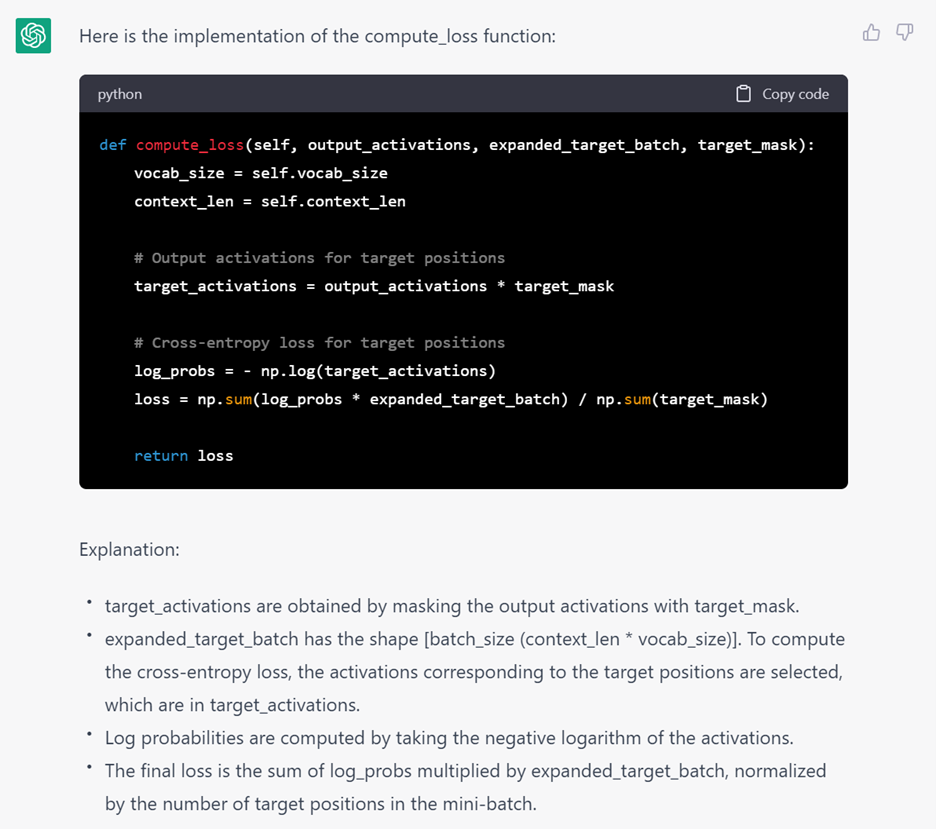 Here is the implementation of the compute_loss function:
python
Copy code
def compute_loss(self, output_activations, expanded_target_batch, target_mask):
    vocab_size = self.vocab_size
    context_len = self.context_len
    # Output activations for target positions
    target_activations = output_activations * target_mask
    # Cross-entropy loss for target positions
    log_probs = - np.log(target_activations)
    loss = np.sum(log_probs * expanded_target_batch) / np.sum(target_mask)
    return loss
Explanation:
• target_activations are obtained by masking the output activations with target_mask.
• expanded_target_batch has the shape [batch_size (context_len * vocab_size)]. To compute
the cross-entropy loss, the activations corresponding to the target positions are selected,
which are in target_activations.
• Log probabilities are computed by taking the negative logarithm of the activations.
• The final loss is the sum of log_probs multiplied by expanded_target_batch, normalized
by the number of target positions in the mini-batch.